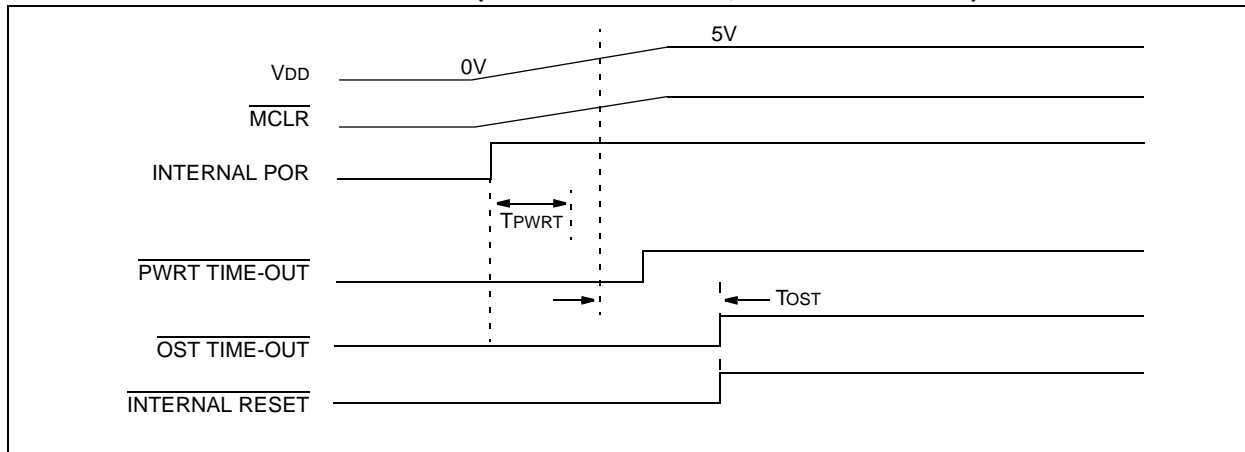 5V
0V
VDD
MCLR
INTERNAL POR
TPWRT
PWRT TIME-OUT
TOST
OST TIME-OUT
INTERNAL RESET